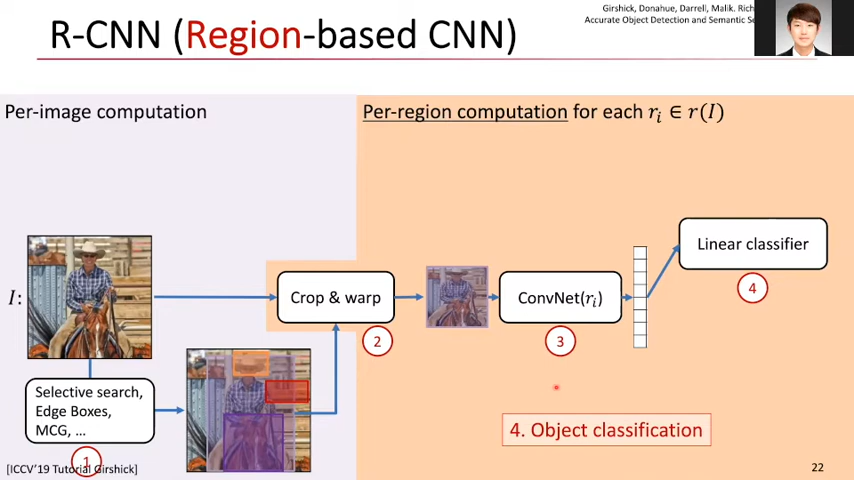 Girshick, Donahue, Darrell, Malik. Rich
Accurate Object Detection and Semantic Se
R-CNN (Region-based CNN)
Per-image computation
Per-region computation for each rᵢ ∈ r(I)
Linear classifier
4
I:
Crop & warp
ConvNet(rᵢ)
2
3
Selective search,
Edge Boxes,
MCG, ...
1
4. Object classification
[ICCV'19 Tutorial Girshick]
22